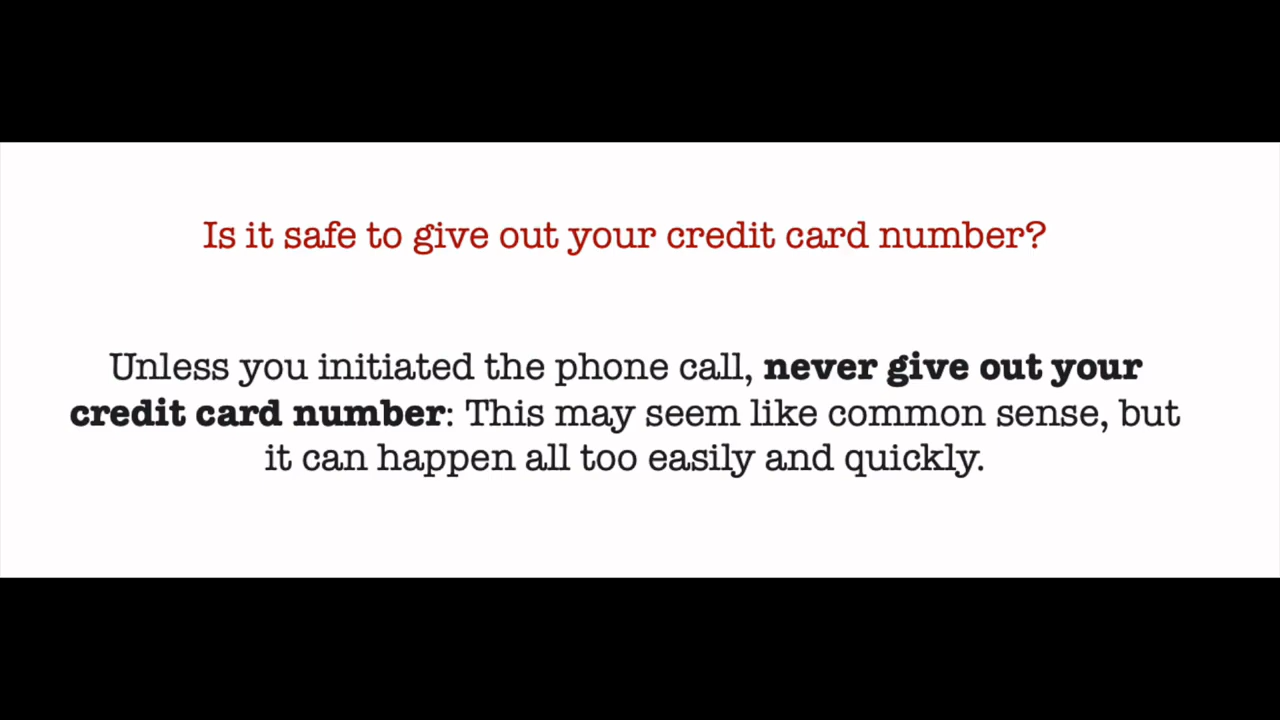 Is it safe to give out your credit card number?
Unless you initiated the phone call, never give out your
credit card number: This may seem like common sense, but
it can happen all too easily and quickly.